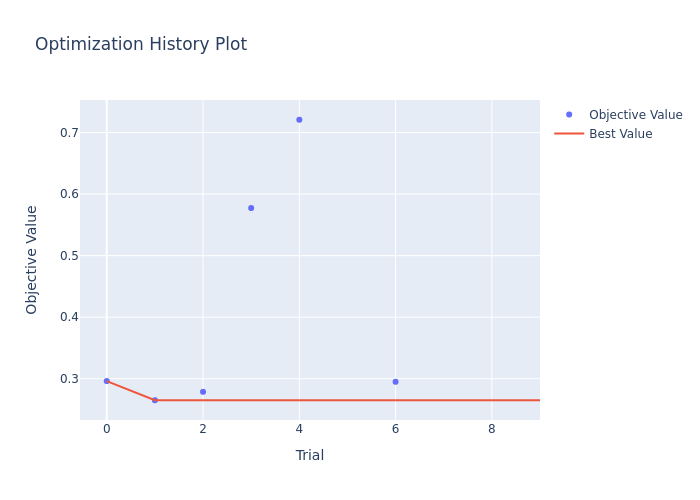 Optimization History Plot
Objective Value
Best Value
0.7
0.6
0.5
0.4
0.3
Objective Value
0
2
4
6
8
Trial